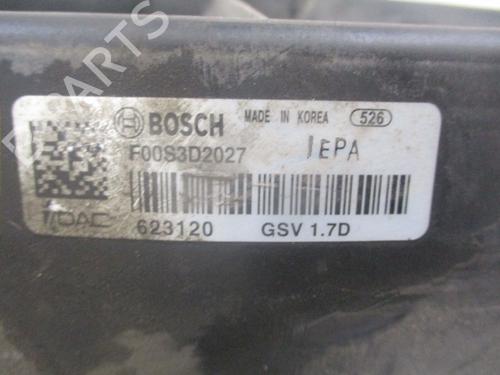 BOSCH MADE IN KOREA 526
F00S3D2027 IEPA
623120 GSV 1.7D
PARTS